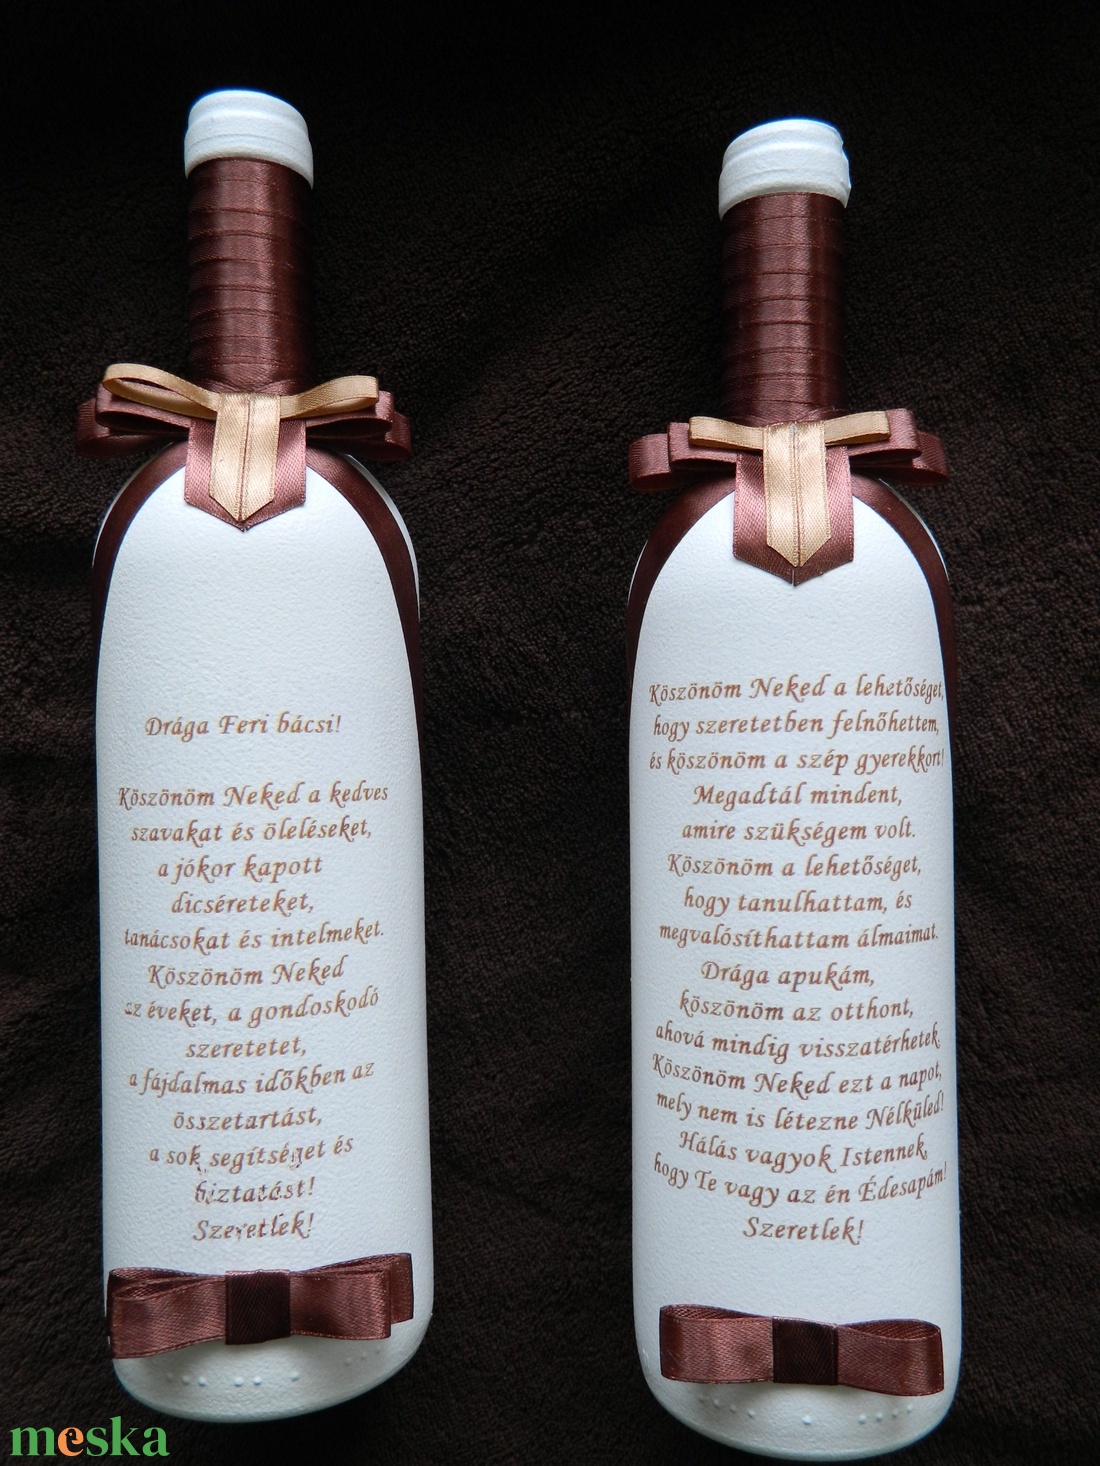 Drága Feri bácsi!
Köszönöm Neked a kedves
szavakat és öleléseket,
a jókor kapott
dicséreteket,
tanácsokat és intelmeket.
Köszönöm Neked
az éveket, a gondoskodó
szeretetet,
a fájdalmas időkben az
összetartást,
a sok segítséget és
biztatást!
Szeretlek!
Köszönöm Neked a lehetőséget,
hogy szeretetben felnőhettem,
és köszönöm a szép gyerekkort!
Megadtál mindent,
amire szükségem volt.
Köszönöm a lehetőséget,
hogy tanulhattam, és
megvalósíthattam álmaimat.
Drága apukám,
köszönöm az otthont,
ahová mindig visszatérhetek.
Köszönöm Neked ezt a napot,
mely nem is létezne Nélküled!
Hálás vagyok Istennek,
hogy Te vagy az én Édesapám!
Szeretlek!
meska